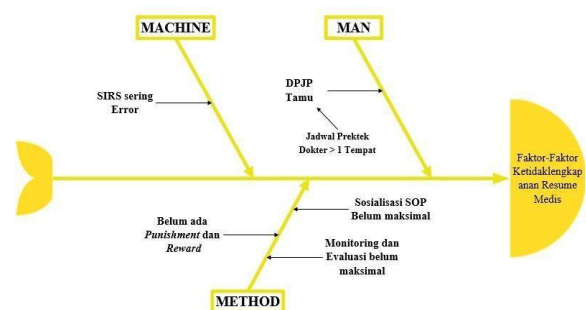 MACHINE
MAN
SIRS sering
Error
DPJP
Tamu
Jadwal Prektek
Dokter > 1 Tempat
Faktor-Faktor
Ketidaklengkap
anan Resume
Medis
Sosialisasi SOP
Belum maksimal
Belum ada
Punishment dan
Reward
Monitoring dan
Evaluasi belum
maksimal
METHOD